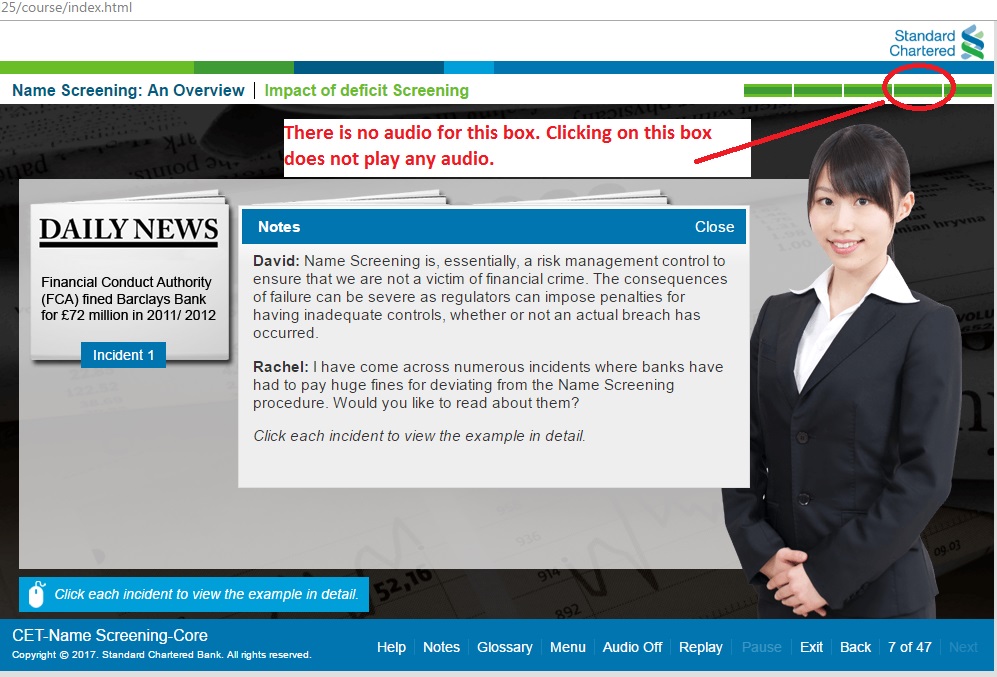 25/course/index.html
Standard
Chartered
Name Screening: An Overview | Impact of deficit Screening
There is no audio for this box. Clicking on this box
does not play any audio.
DAILY NEWS
Financial Conduct Authority
(FCA) fined Barclays Bank
for £72 million in 2011/ 2012
Incident 1
Notes Close
David: Name Screening is, essentially, a risk management control to
ensure that we are not a victim of financial crime. The consequences
of failure can be severe as regulators can impose penalties for
having inadequate controls, whether or not an actual breach has
occurred.
Rachel: I have come across numerous incidents where banks have
had to pay huge fines for deviating from the Name Screening
procedure. Would you like to read about them?
Click each incident to view the example in detail.
hryvna
936
914
892
52,16
09.03
Click each incident to view the example in detail.
CET-Name Screening-Core
Copyright © 2017. Standard Chartered Bank. All rights reserved.
Help Notes Glossary Menu Audio Off Replay Pause Exit Back 7 of 47 Next